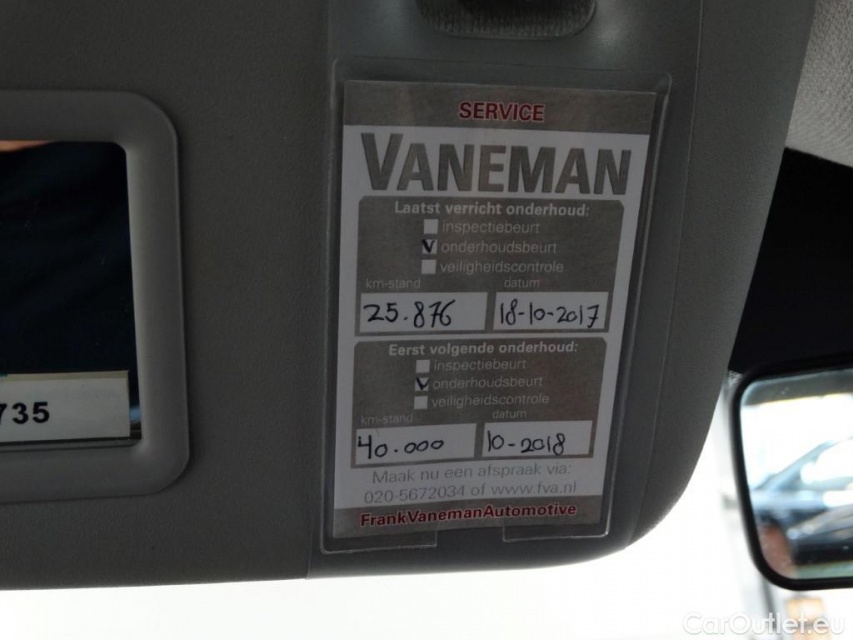 SERVICE
VANEMAN
Laatst verricht onderhoud:
inspectiebeurt
onderhoudsbeurt
veiligheidscontrole
km-stand datum
25.876 18-10-2017
Eerst volgende onderhoud:
inspectiebeurt
onderhoudsbeurt
veiligheidscontrole
km-stand datum
40.000 10-2018
Maak nu een afspraak via:
020-5672034 of www.fva.nl
FrankVanemanAutomotive
735
CarOutlet.eu